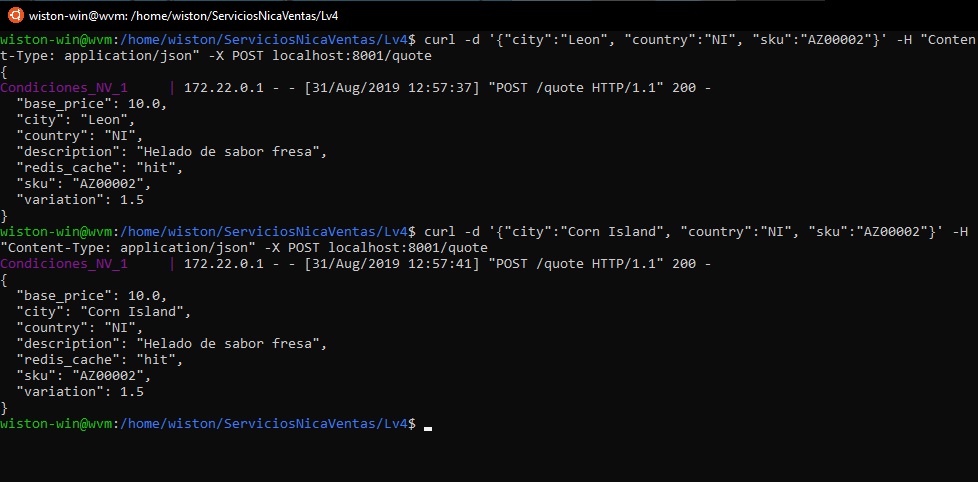 wiston-win@wvm: /home/wiston/ServiciosNicaVentas/Lv4
wiston-win@wvm:/home/wiston/ServiciosNicaVentas/Lv4$ curl -d '{"city":"Leon", "country":"NI", "sku":"AZ00002"}' -H "Conten
t-Type: application/json" -X POST localhost:8001/quote
{
Condiciones_NV_1     | 172.22.0.1 - - [31/Aug/2019 12:57:37] "POST /quote HTTP/1.1" 200 -
  "base_price": 10.0,
  "city": "Leon",
  "country": "NI",
  "description": "Helado de sabor fresa",
  "redis_cache": "hit",
  "sku": "AZ00002",
  "variation": 1.5
}
wiston-win@wvm:/home/wiston/ServiciosNicaVentas/Lv4$ curl -d '{"city":"Corn Island", "country":"NI", "sku":"AZ00002"}' -H
"Content-Type: application/json" -X POST localhost:8001/quote
Condiciones_NV_1     | 172.22.0.1 - - [31/Aug/2019 12:57:41] "POST /quote HTTP/1.1" 200 -
{
  "base_price": 10.0,
  "city": "Corn Island",
  "country": "NI",
  "description": "Helado de sabor fresa",
  "redis_cache": "hit",
  "sku": "AZ00002",
  "variation": 1.5
}
wiston-win@wvm:/home/wiston/ServiciosNicaVentas/Lv4$